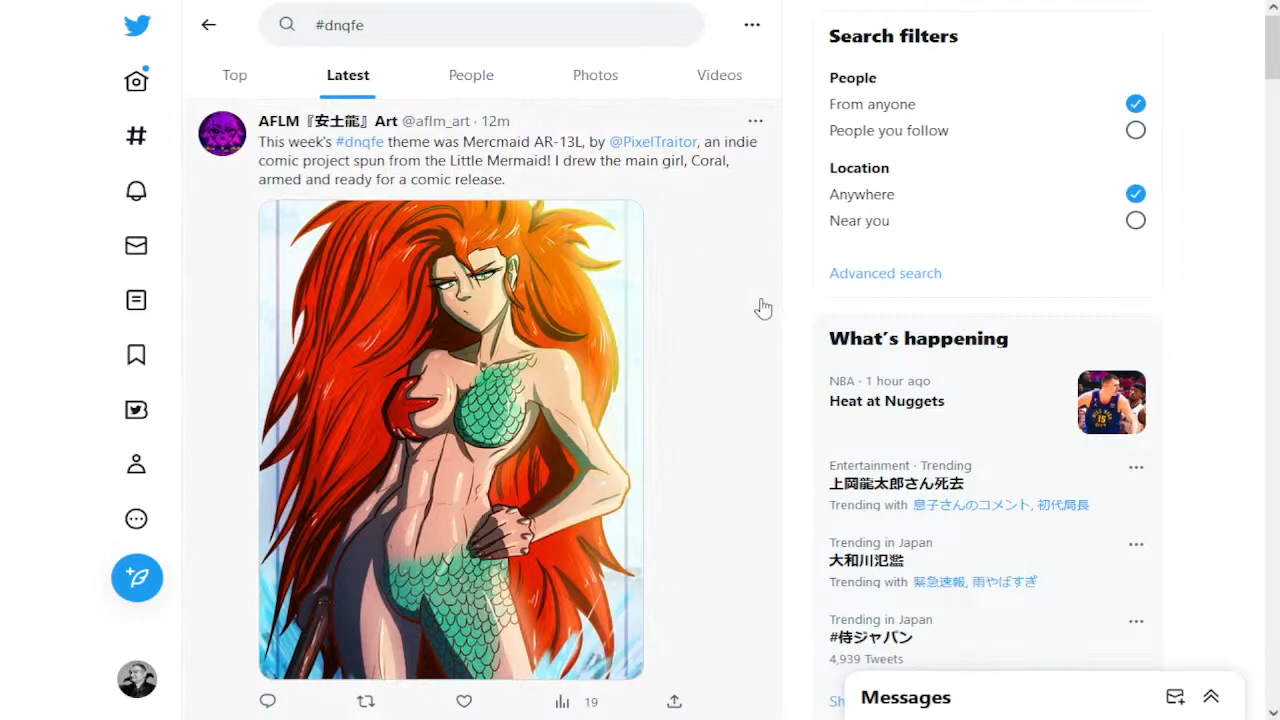 #dnqfe
Top
Latest
People
Photos
Videos
AFLM『安土能』Art @aflm_art · 12m
This week's #dnqfe theme was Mercmaid AR-13L, by @PixelTraitor, an indie
comic project spun from the Little Mermaid! I drew the main girl, Coral,
armed and ready for a comic release.
19
Search filters
People
From anyone
People you follow
Location
Anywhere
Near you
Advanced search
What's happening
NBA · 1 hour ago
Heat at Nuggets
15
Entertainment · Trending
上岡龍太郎さん死去
Trending with 息子さんのコメント, 初代局長
Trending in Japan
大和川氾濫
Trending with 緊急速報, 雨やばすぎ
Trending in Japan
#侍ジャパン
4,939 Tweets
Sh
Messages